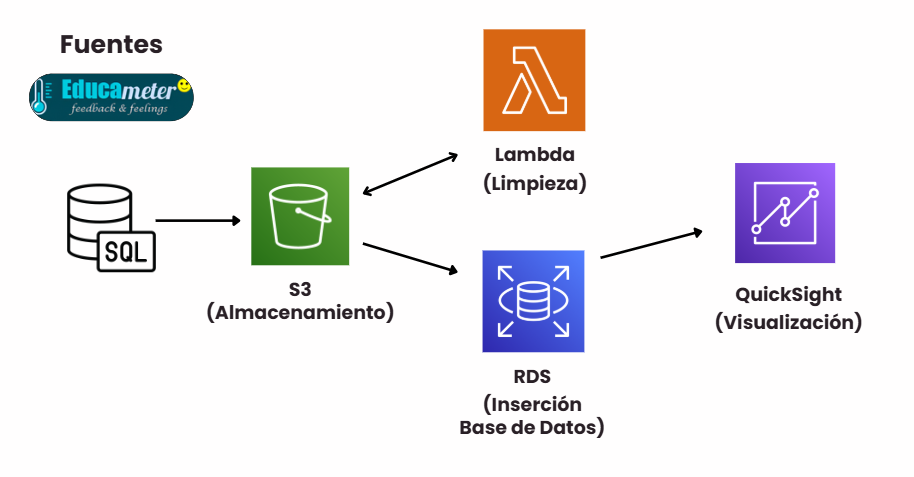 Fuentes
Educameter
feedback & feelings
SQL
S3
(Almacenamiento)
Lambda
(Limpieza)
RDS
(Inserción
Base de Datos)
QuickSight
(Visualización)